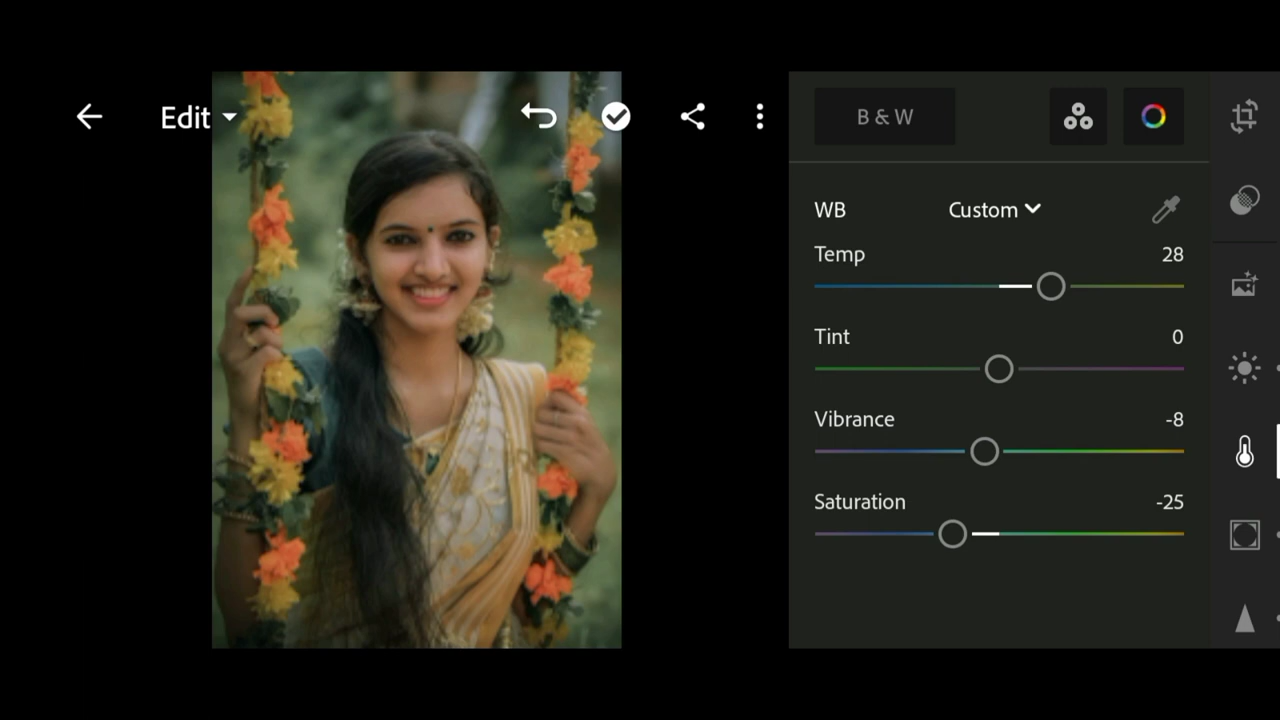 Edit
B & W
WB Custom
Temp 28
Tint 0
Vibrance -8
Saturation -25